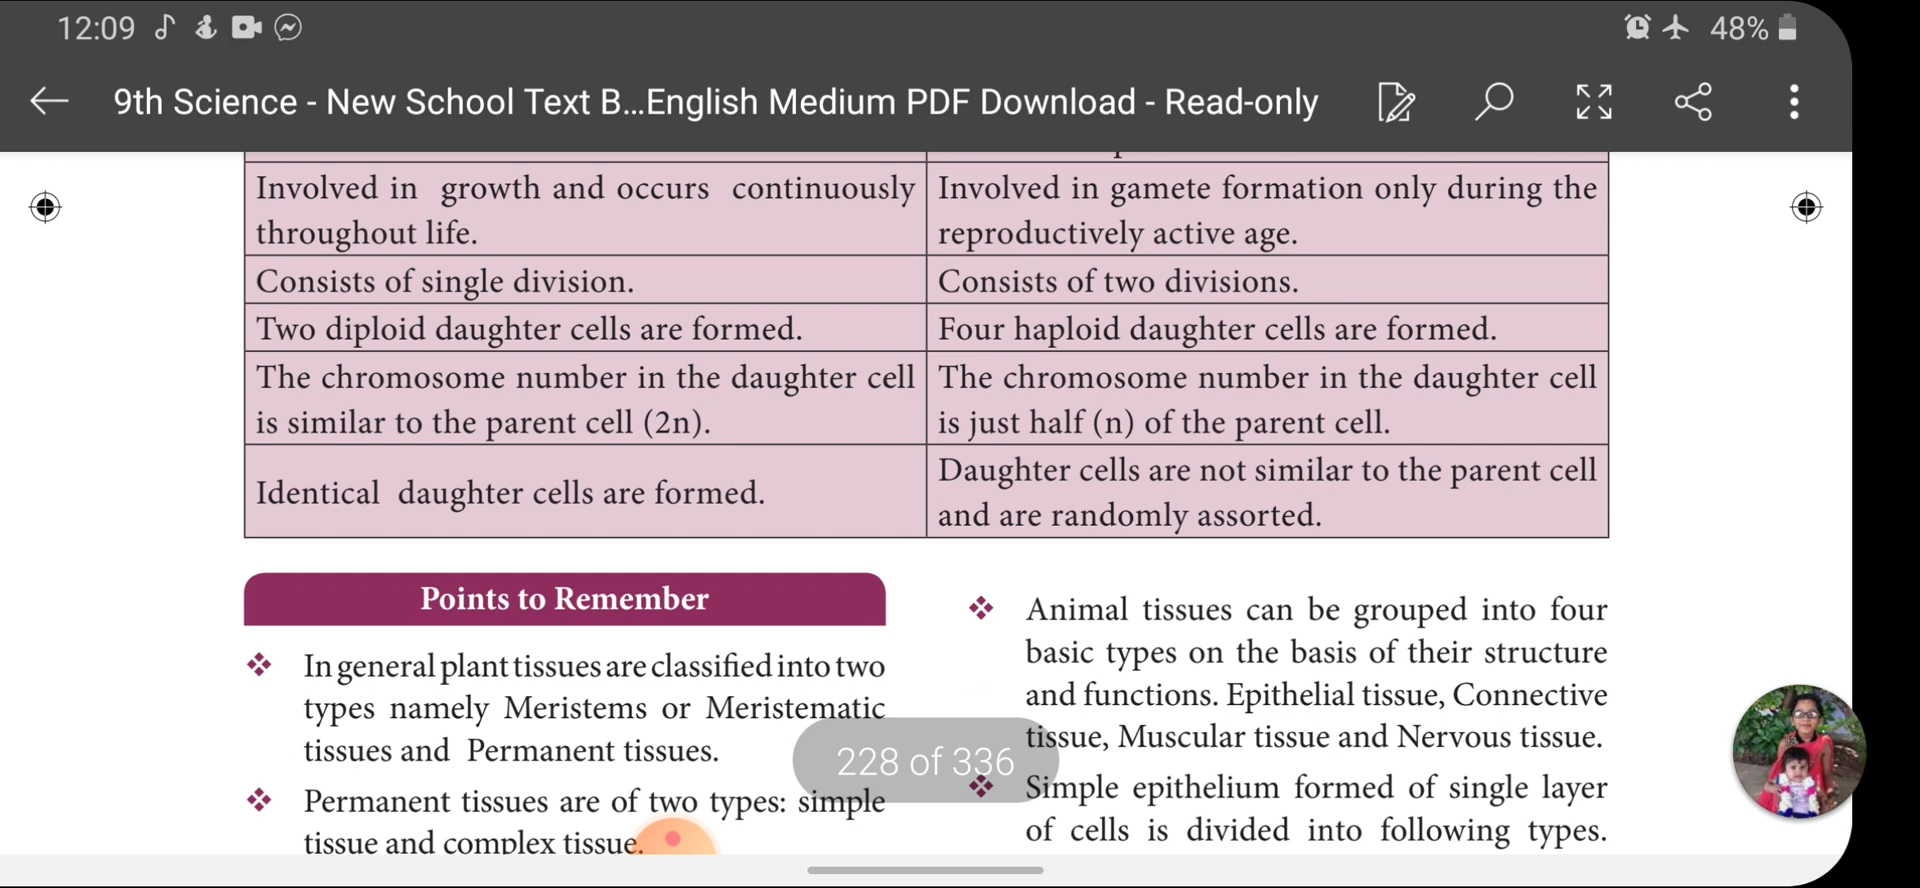 12:09
48%
9th Science - New School Text B...English Medium PDF Download - Read-only
Involved in growth and occurs continuously
throughout life.
Involved in gamete formation only during the
reproductively active age.
Consists of single division.
Consists of two divisions.
Two diploid daughter cells are formed.
Four haploid daughter cells are formed.
The chromosome number in the daughter cell
is similar to the parent cell (2n).
The chromosome number in the daughter cell
is just half (n) of the parent cell.
Identical daughter cells are formed.
Daughter cells are not similar to the parent cell
and are randomly assorted.
Points to Remember
❖ In general plant tissues are classified into two
types namely Meristems or Meristematic
tissues and Permanent tissues.
❖ Permanent tissues are of two types: simple
tissue and complex tissue.
❖ Animal tissues can be grouped into four
basic types on the basis of their structure
and functions. Epithelial tissue, Connective
tissue, Muscular tissue and Nervous tissue.
❖ Simple epithelium formed of single layer
of cells is divided into following types.
228 of 336